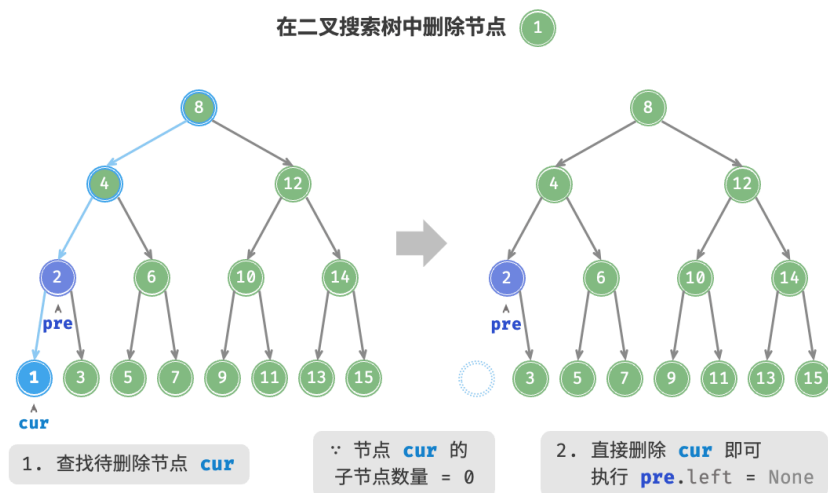 在二叉搜索树中删除节点 1
8
4 12
2 6 10 14
pre
1 3 5 7 9 11 13 15
cur
8
4 12
2 6 10 14
pre
3 5 7 9 11 13 15
1. 查找待删除节点 cur
∵ 节点 cur 的
子节点数量 = 0
2. 直接删除 cur 即可
执行 pre.left = None